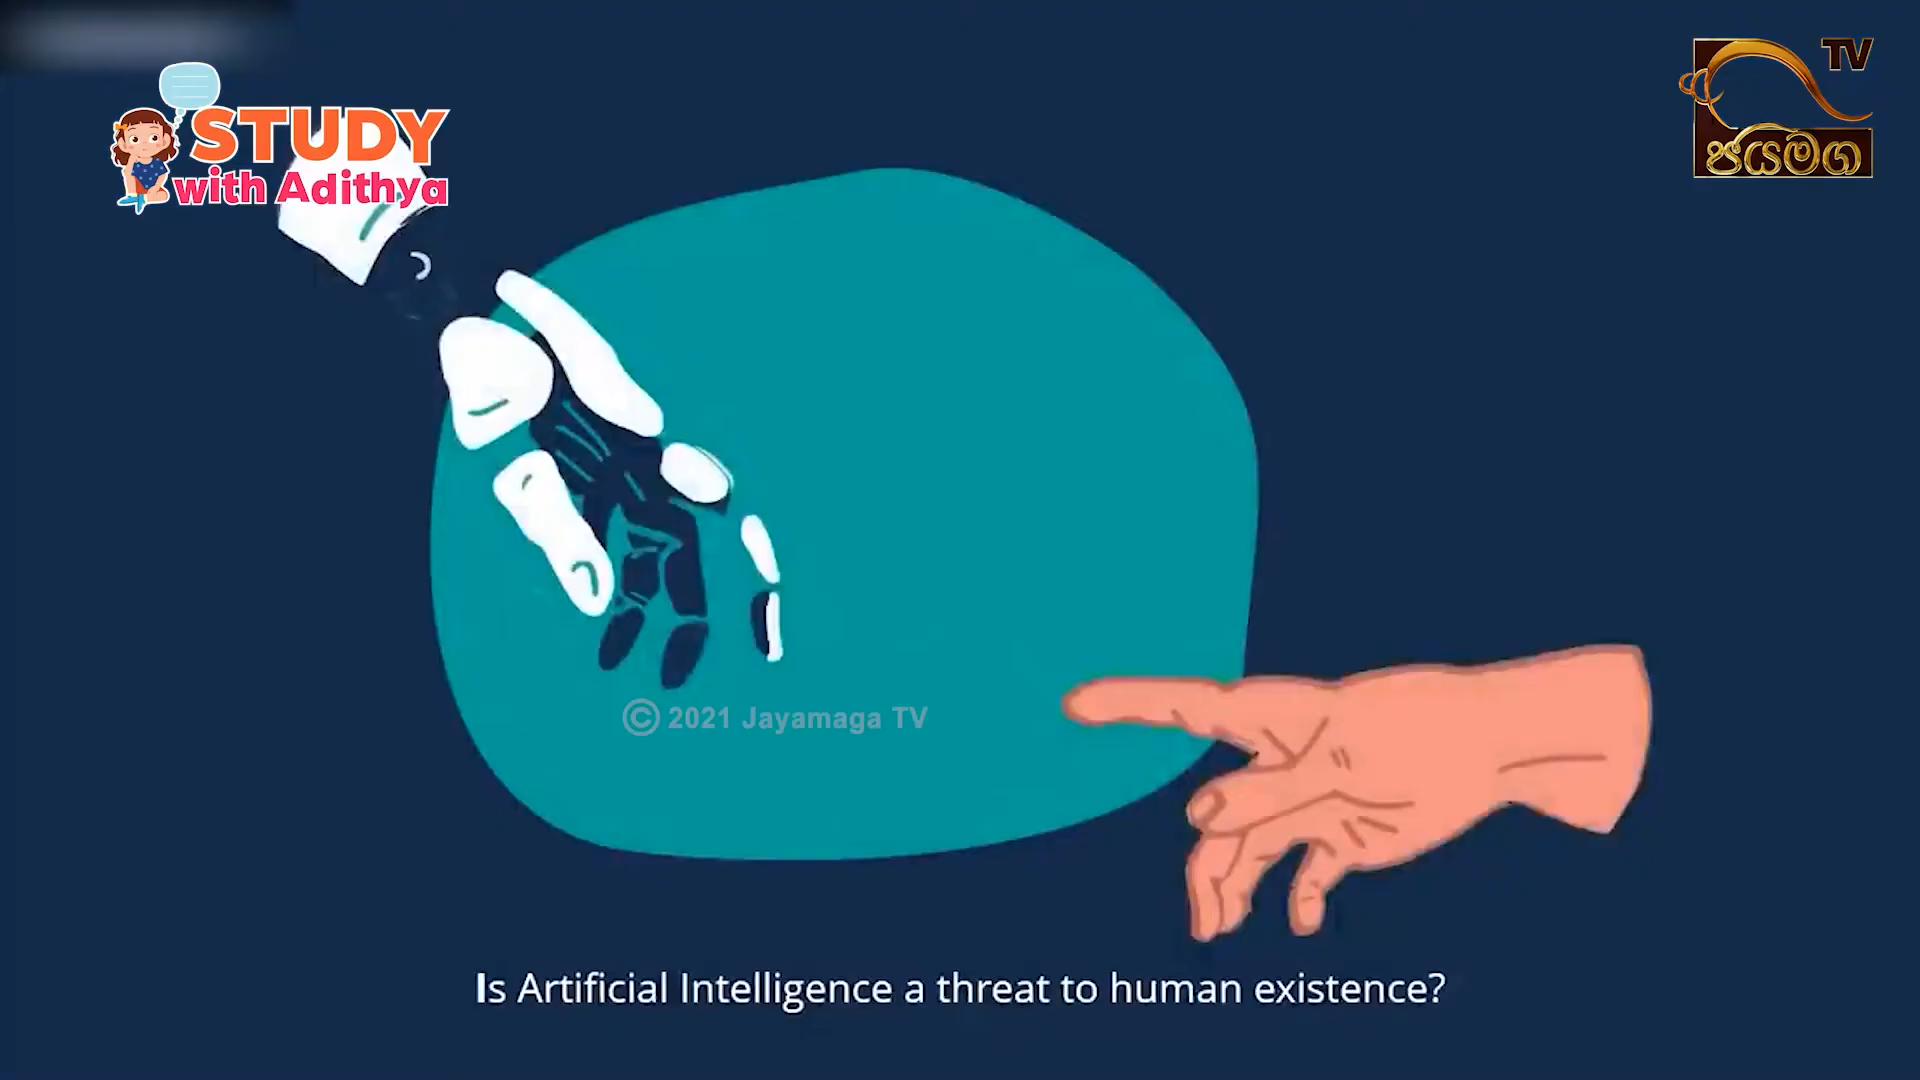 STUDY
with Adithya
TV
ජයමග
© 2021 Jayamaga TV
Is Artificial Intelligence a threat to human existence?